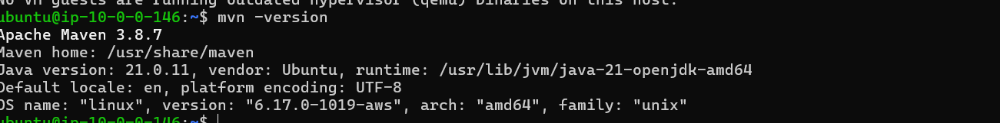 No VM guests are running outdated hypervisor (qemu) binaries on this host.
ubuntu@ip-10-0-0-146:~$ mvn -version
Apache Maven 3.8.7
Maven home: /usr/share/maven
Java version: 21.0.11, vendor: Ubuntu, runtime: /usr/lib/jvm/java-21-openjdk-amd64
Default locale: en, platform encoding: UTF-8
OS name: "linux", version: "6.17.0-1019-aws", arch: "amd64", family: "unix"
ubuntu@ip-10-0-0-146:~$